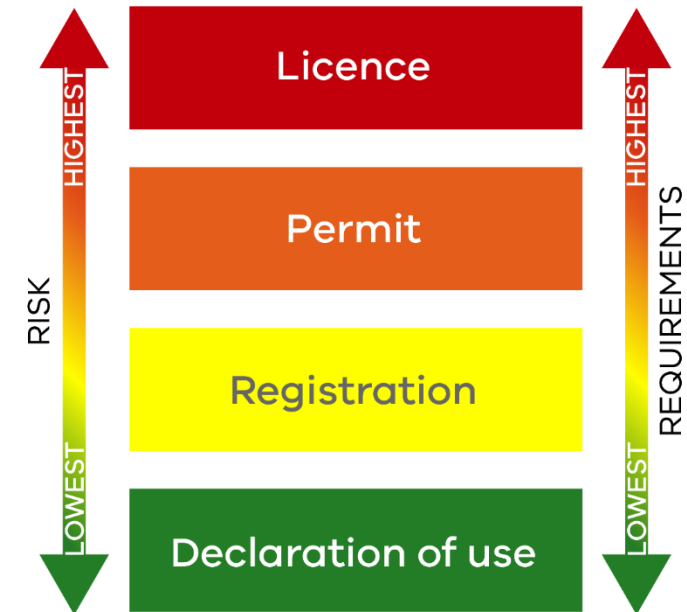 Licence
Permit
Registration
Declaration of use
HIGHEST
RISK
LOWEST
HIGHEST
REQUIREMENTS
LOWEST